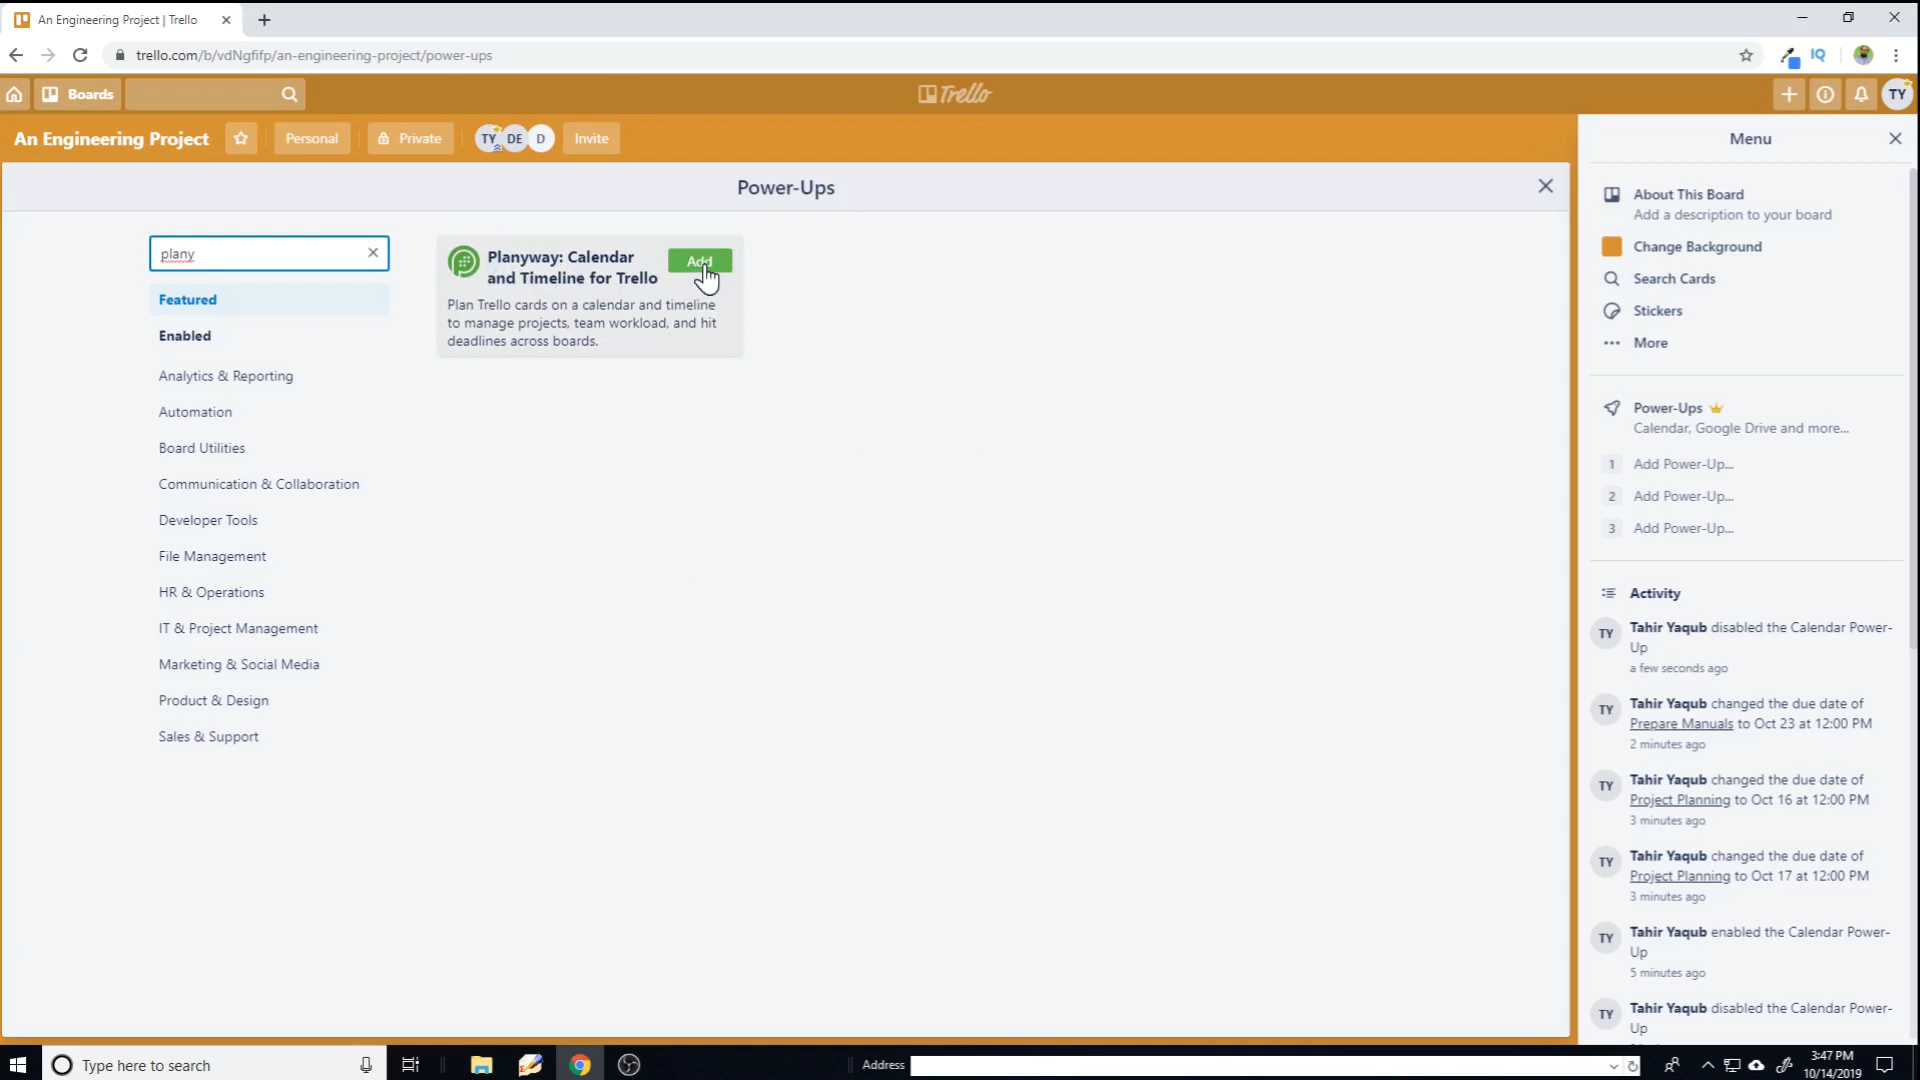 An Engineering Project | Trello
trello.com/b/vdNgfifp/an-engineering-project/power-ups
IQ
Boards
Trello
TY
An Engineering Project
Personal
Private
TY
DE
D
Invite
Power-Ups
plany
Featured
Enabled
Analytics & Reporting
Automation
Board Utilities
Communication & Collaboration
Developer Tools
File Management
HR & Operations
IT & Project Management
Marketing & Social Media
Product & Design
Sales & Support
Planyway: Calendar
and Timeline for Trello
Add
Plan Trello cards on a calendar and timeline
to manage projects, team workload, and hit
deadlines across boards.
Menu
About This Board
Add a description to your board
Change Background
Search Cards
Stickers
More
Power-Ups
Calendar, Google Drive and more...
1 Add Power-Up...
2 Add Power-Up...
3 Add Power-Up...
Activity
TY
Tahir Yaqub disabled the Calendar Power-
Up
a few seconds ago
TY
Tahir Yaqub changed the due date of
Prepare Manuals to Oct 23 at 12:00 PM
2 minutes ago
TY
Tahir Yaqub changed the due date of
Project Planning to Oct 16 at 12:00 PM
3 minutes ago
TY
Tahir Yaqub changed the due date of
Project Planning to Oct 17 at 12:00 PM
3 minutes ago
TY
Tahir Yaqub enabled the Calendar Power-
Up
5 minutes ago
TY
Tahir Yaqub disabled the Calendar Power-
Up
Type here to search
Address
3:47 PM
10/14/2019